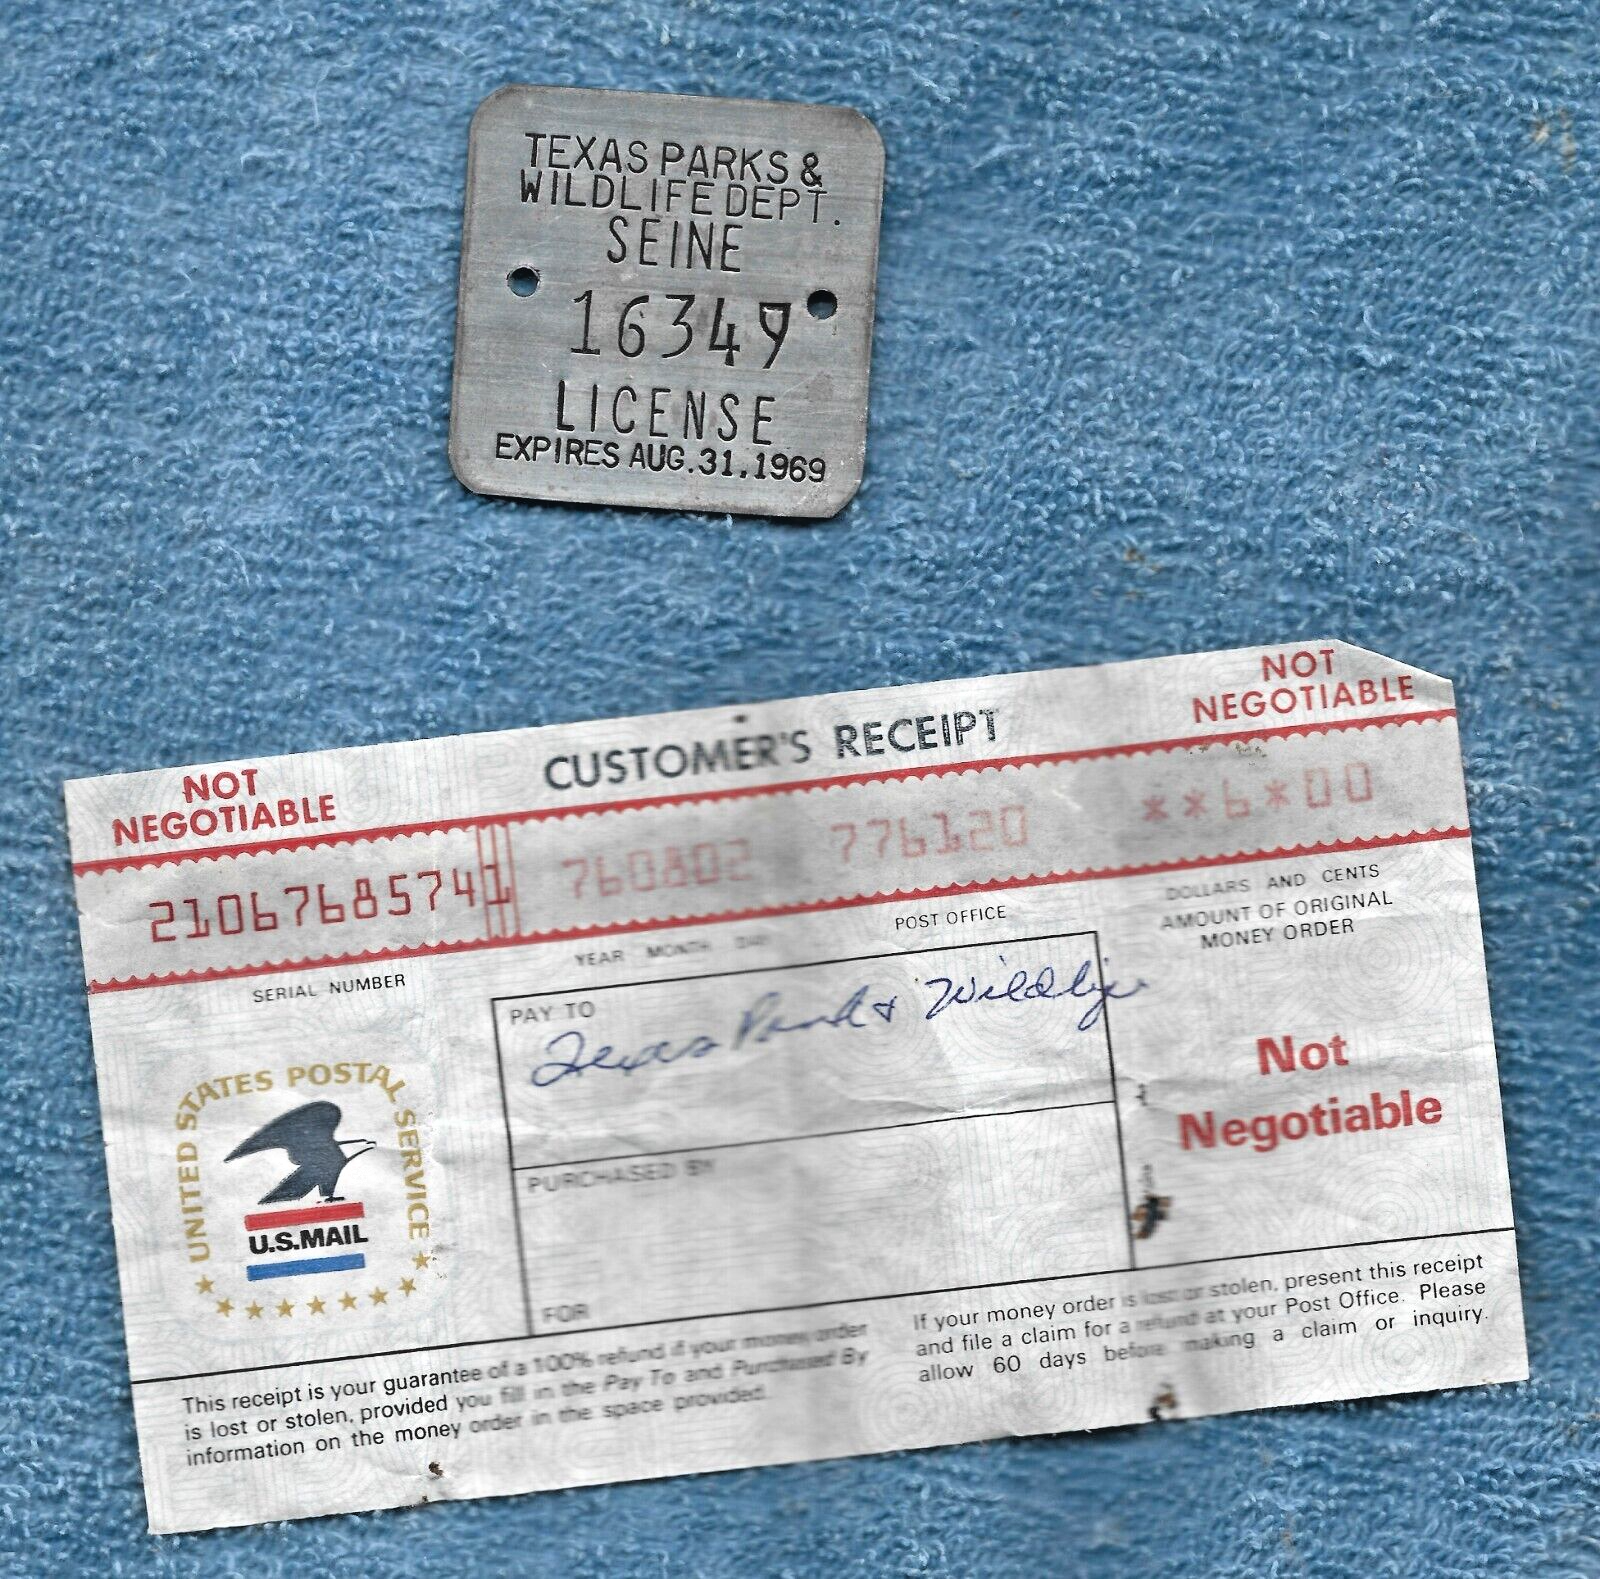 TEXAS PARKS &
WILDLIFE DEPT.
SEINE
16349
LICENSE
EXPIRES AUG.31.1969
NOT
NEGOTIABLE
CUSTOMER'S RECEIPT
NOT
NEGOTIABLE
21067685741 760802 776120 **6*00
SERIAL NUMBER
YEAR MONTH DAY
POST OFFICE
DOLLARS AND CENTS
AMOUNT OF ORIGINAL
MONEY ORDER
PAY TO
Texas Parks & Wildlife
PURCHASED BY
FOR
Not
Negotiable
UNITED STATES POSTAL SERVICE
U.S.MAIL
This receipt is your guarantee of a 100% refund if your money order
is lost or stolen, provided you fill in the Pay To and Purchased By
information on the money order in the space provided.
If your money order is lost or stolen, present this receipt
and file a claim for a refund at your Post Office. Please
allow 60 days before making a claim or inquiry.